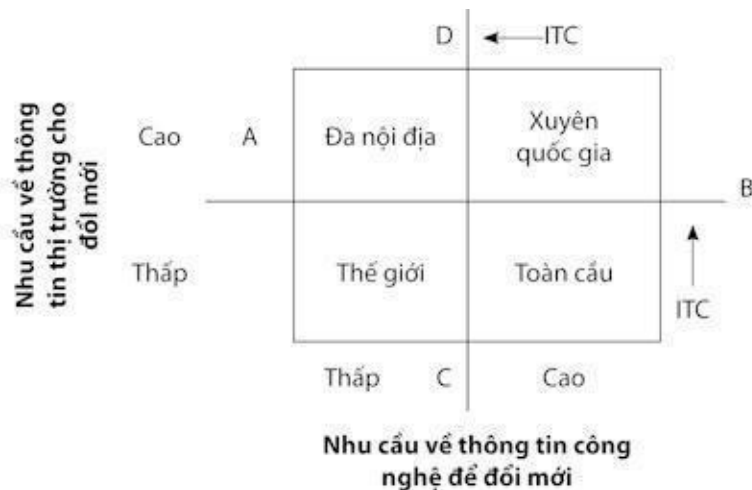 D
ITC
Nhu cầu về thông
tin thị trường cho
đổi mới
Cao
A
Đa nội địa
Xuyên
quốc gia
B
Thấp
Thế giới
Toàn cầu
ITC
Thấp
C
Cao
Nhu cầu về thông tin công
nghệ để đổi mới